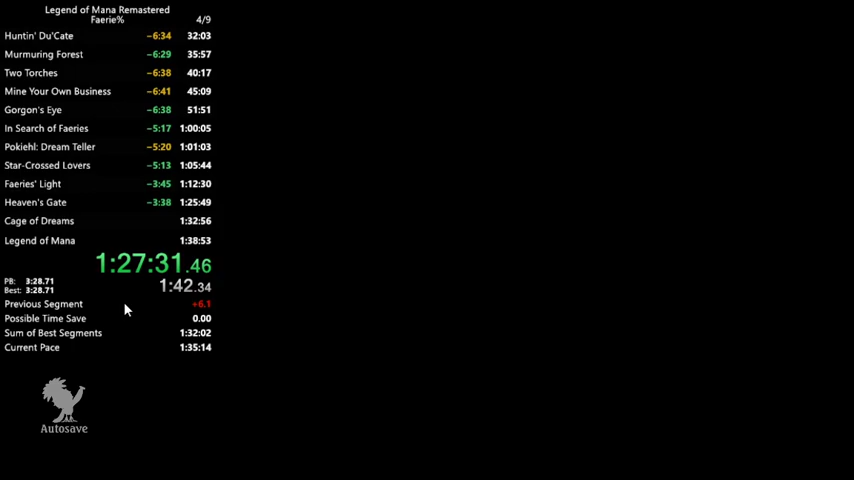 Legend of Mana Remastered
Faerie% 4/9
Huntin' Du'Cate −6:34 32:03
Murmuring Forest −6:29 35:57
Two Torches −6:38 40:17
Mine Your Own Business −6:41 45:09
Gorgon's Eye −6:38 51:51
In Search of Faeries −5:17 1:00:05
Pokiehl: Dream Teller −5:20 1:01:03
Star-Crossed Lovers −5:13 1:05:44
Faeries' Light −3:45 1:12:30
Heaven's Gate −3:38 1:25:49
Cage of Dreams 1:32:56
Legend of Mana 1:38:53
1:27:31.46
PB: 3:28.71 1:42.34
Best: 3:28.71
Previous Segment +6.1
Possible Time Save 0.00
Sum of Best Segments 1:32:02
Current Pace 1:35:14
Autosave